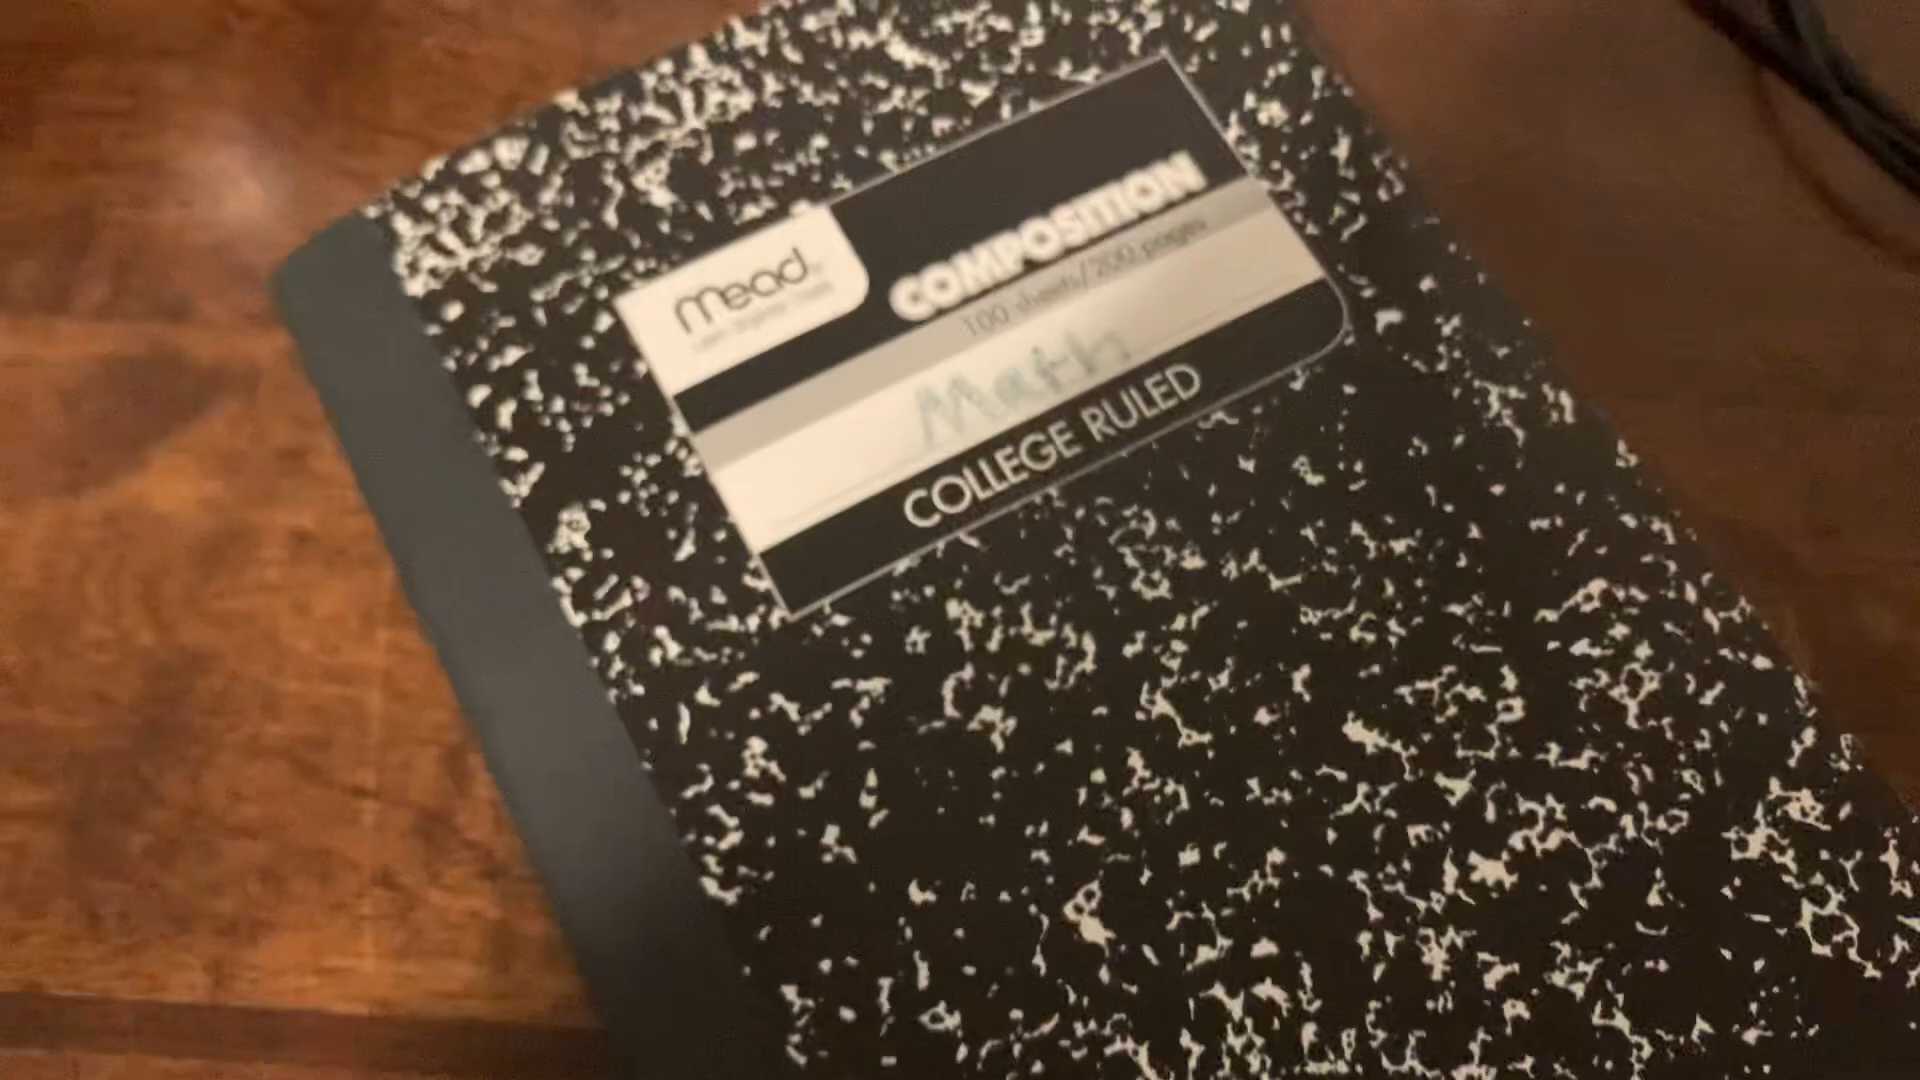 mead
COMPOSITION
100 sheets/200 pages
Math
COLLEGE RULED